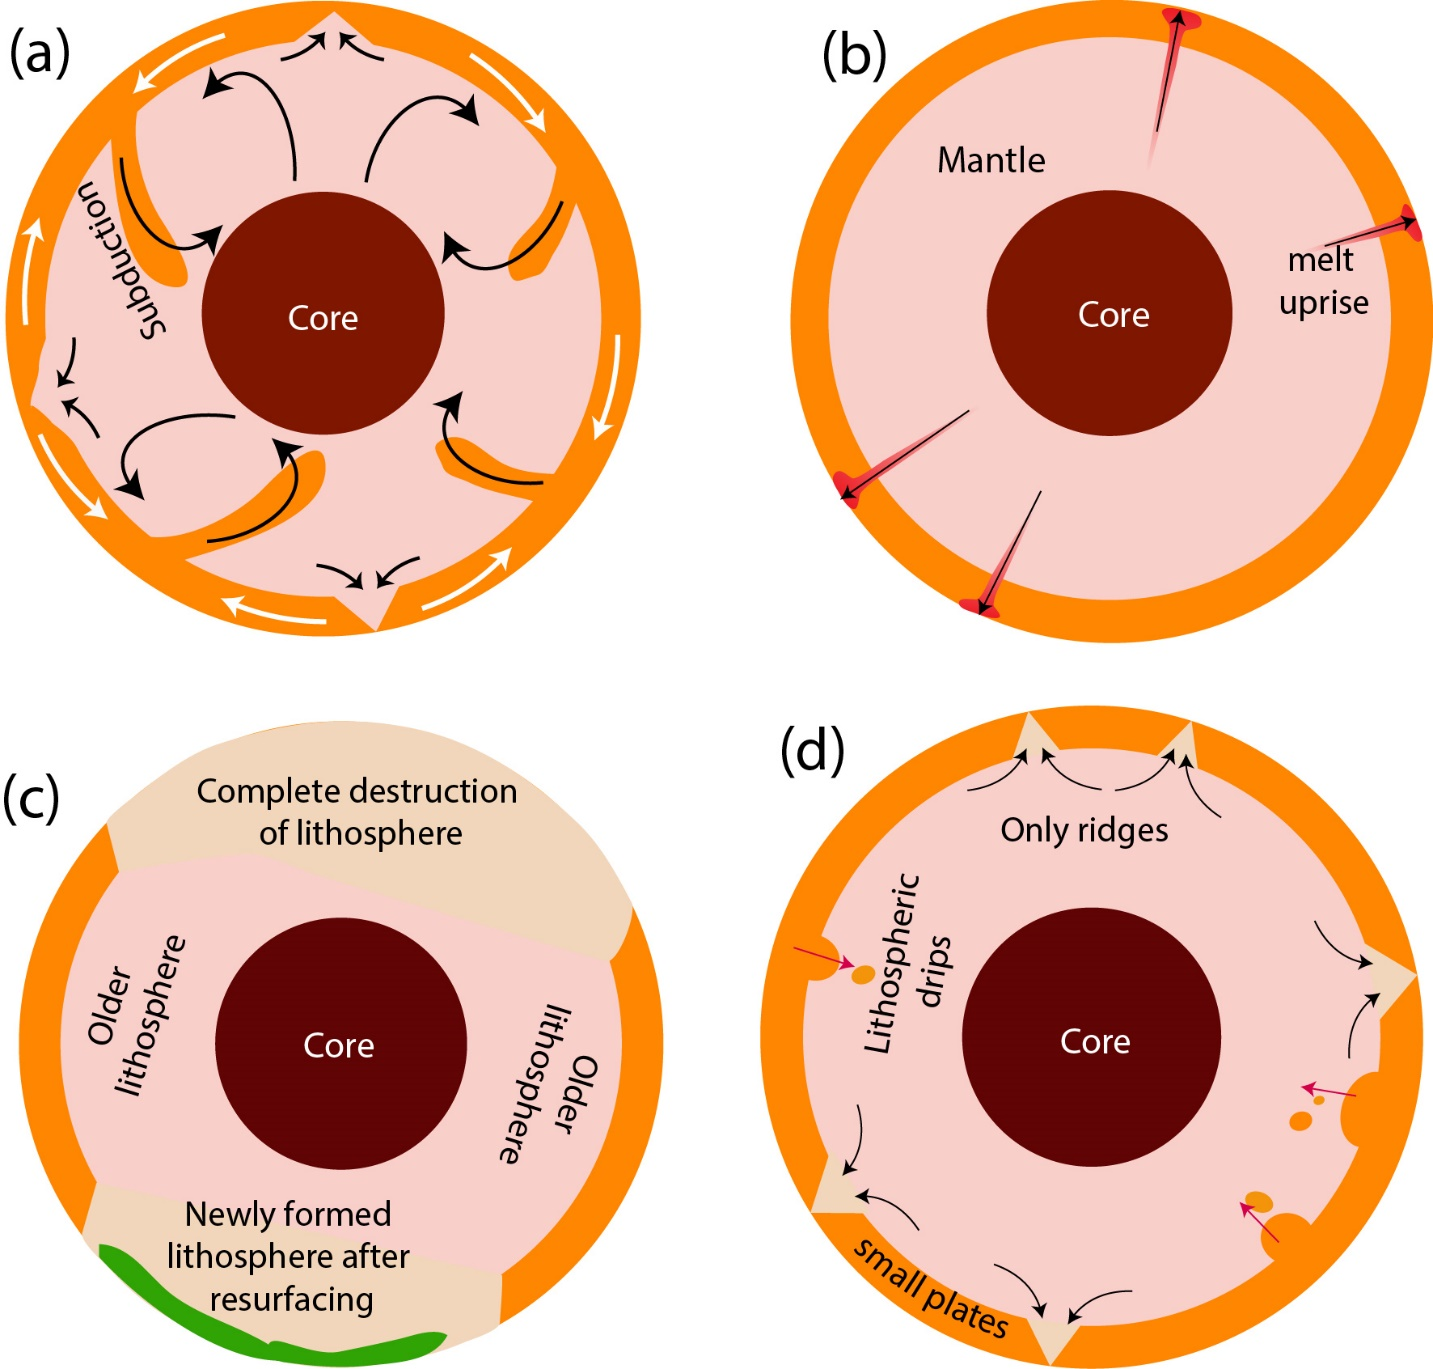 (a)
Subduction
Core
(b)
Mantle
melt
uprise
Core
(c)
Complete destruction
of lithosphere
Older
lithosphere
Core
Older
lithosphere
Newly formed
lithosphere after
resurfacing
(d)
Only ridges
Lithospheric
drips
Core
small plates